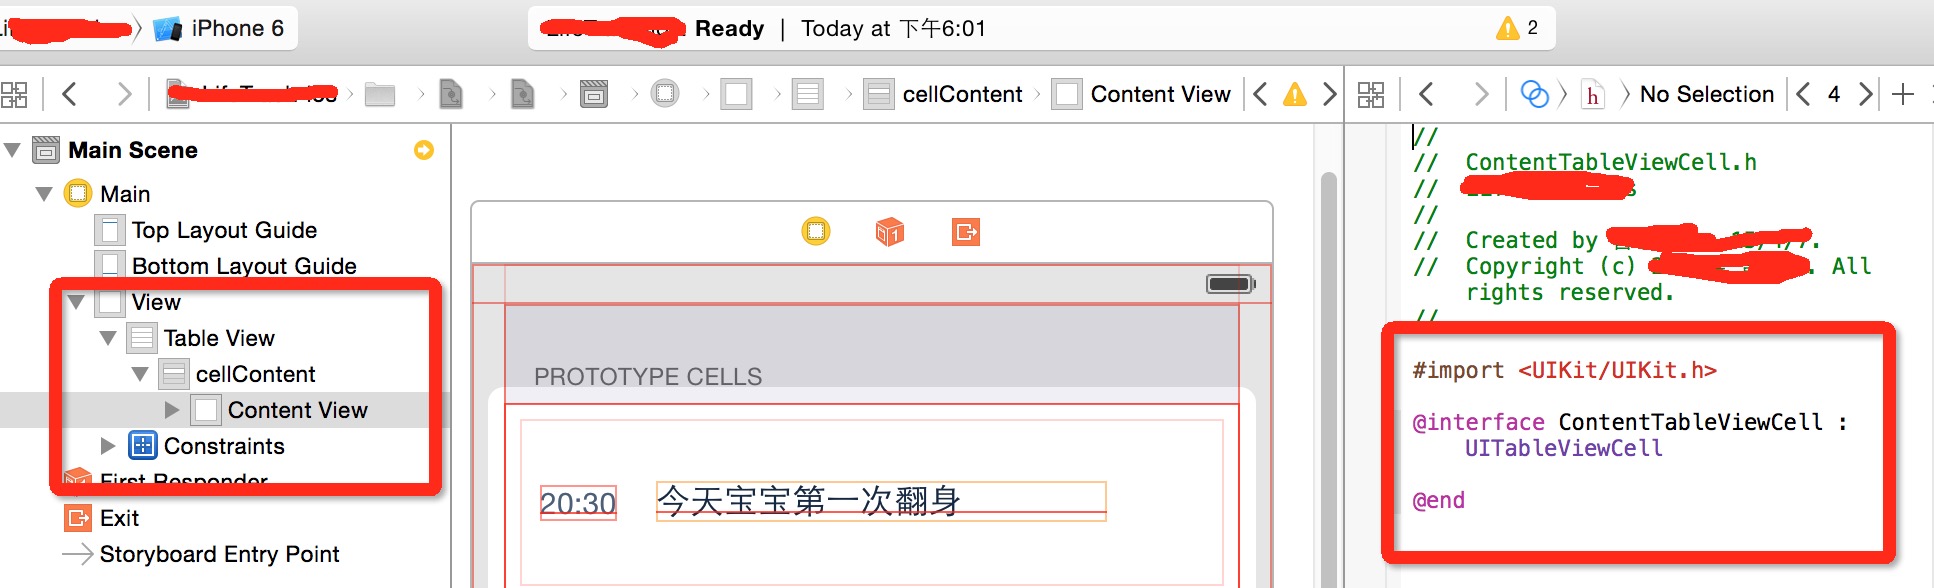 iPhone 6
Ready | Today at 下午6:01
2
cellContent
Content View
h
No Selection
4
Main Scene
Main
Top Layout Guide
Bottom Layout Guide
View
Table View
cellContent
Content View
Constraints
First Responder
Exit
Storyboard Entry Point
PROTOTYPE CELLS
20:30
今天宝宝第一次翻身
//
// ContentTableViewCell.h
//
//
// Created by
// Copyright (c) . All
rights reserved.
//
#import <UIKit/UIKit.h>
@interface ContentTableViewCell :
UITableViewCell
@end